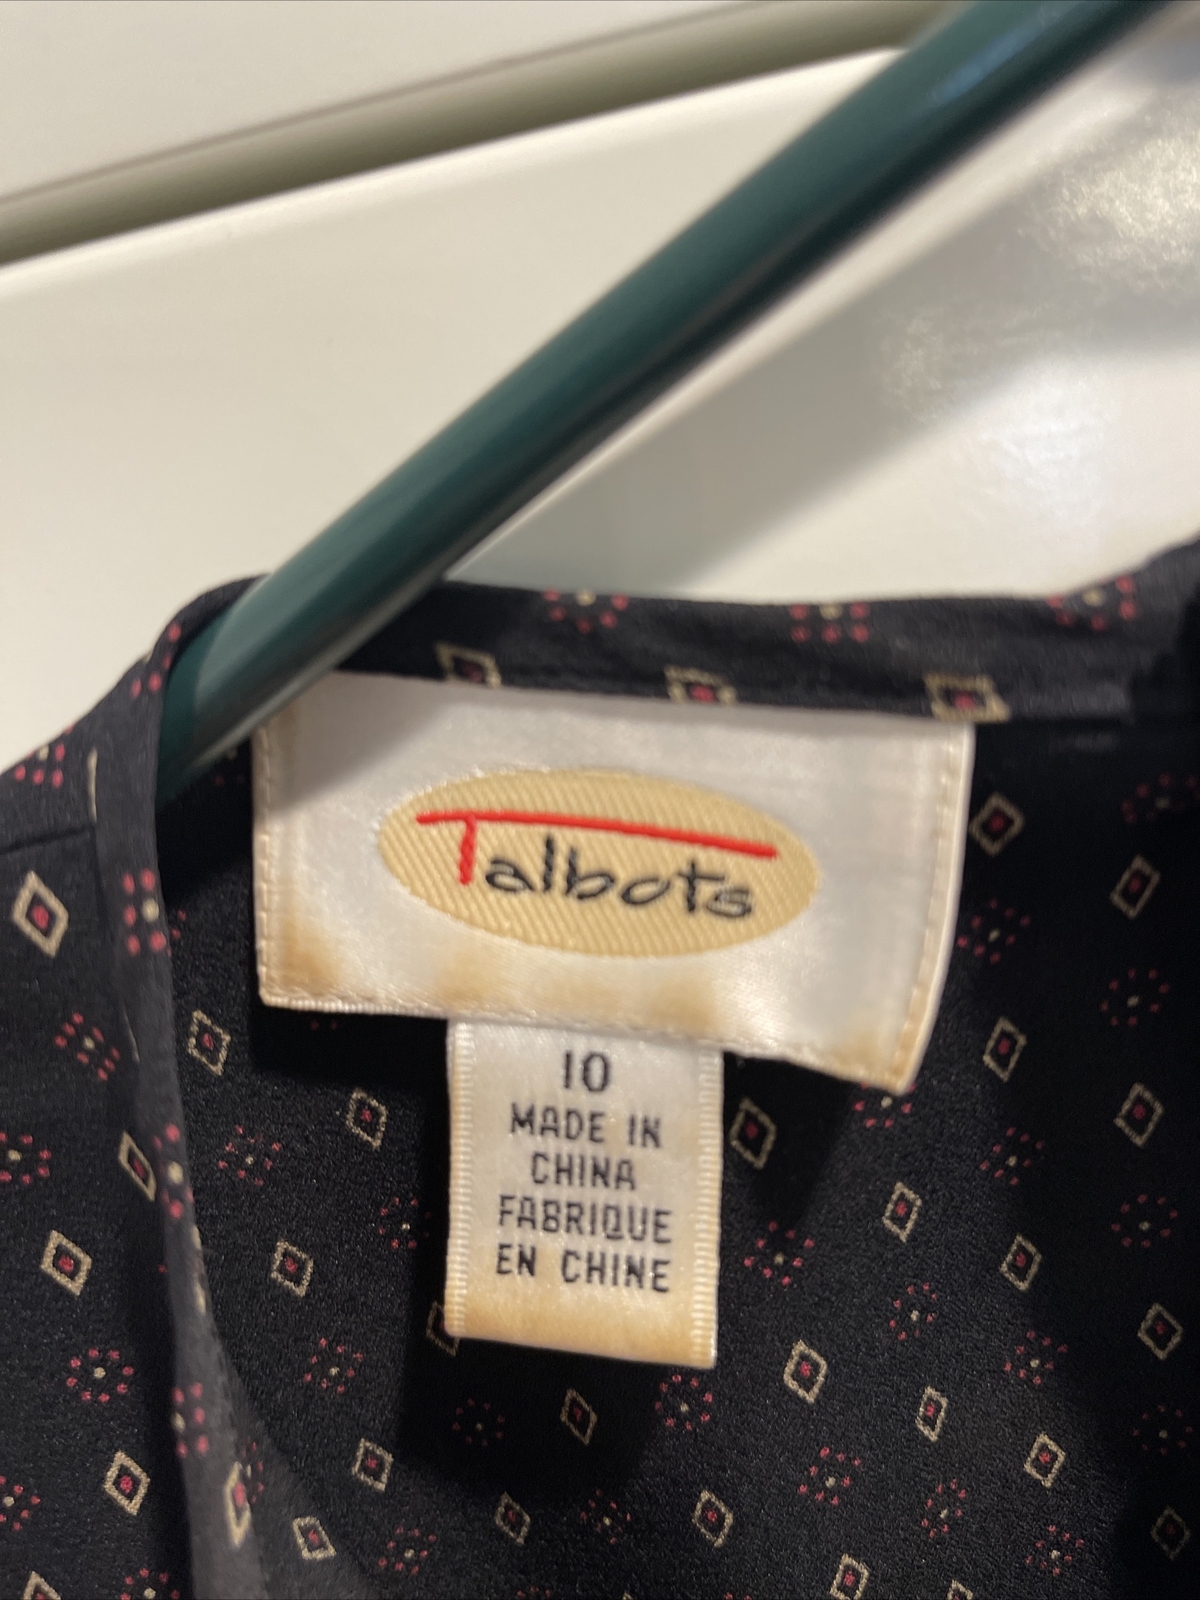 Talbots
10
MADE IN
CHINA
FABRIQUE
EN CHINE